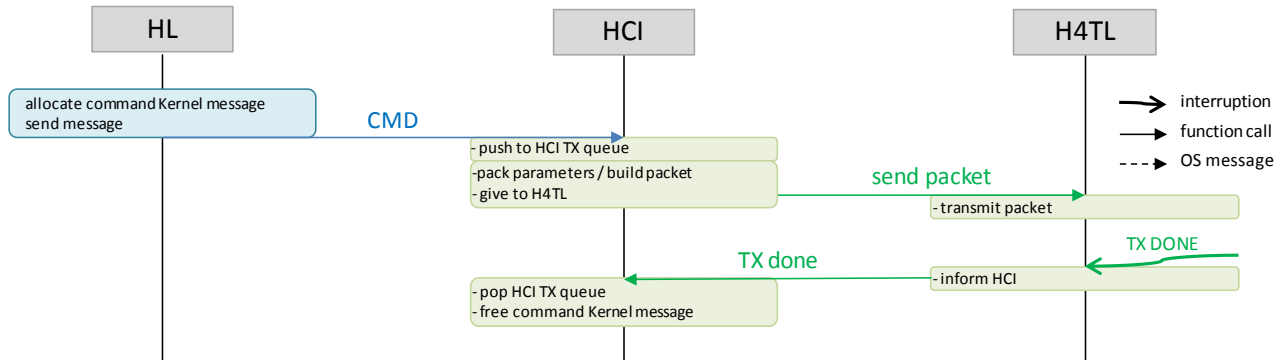 HL
HCI
H4TL
allocate command Kernel message
send message
CMD
- push to HCI TX queue
-pack parameters / build packet
- give to H4TL
send packet
- transmit packet
interruption
function call
OS message
TX DONE
- inform HCI
TX done
- pop HCI TX queue
- free command Kernel message